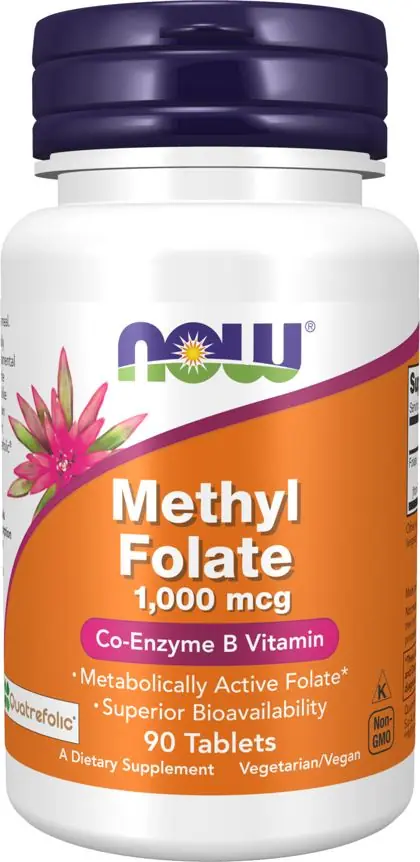 now®
Methyl
Folate
1,000 mcg
Co-Enzyme B Vitamin
• Metabolically Active Folate*
• Superior Bioavailability
90 Tablets
A Dietary Supplement Vegetarian/Vegan
Quatrefolic®
K
Non-
GMO